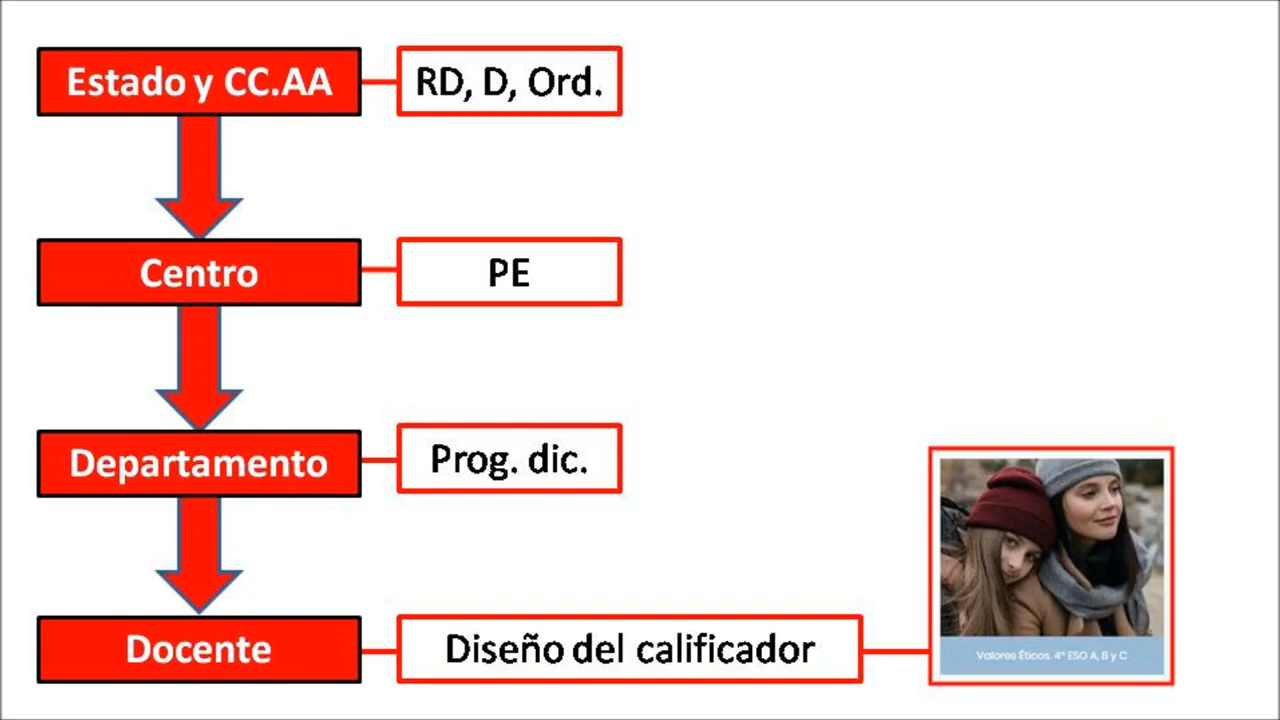 Estado y CC.AA
RD, D, Ord.
Centro
PE
Departamento
Prog. dic.
Docente
Diseño del calificador
Valores Éticos. 4º ESO A, B y C